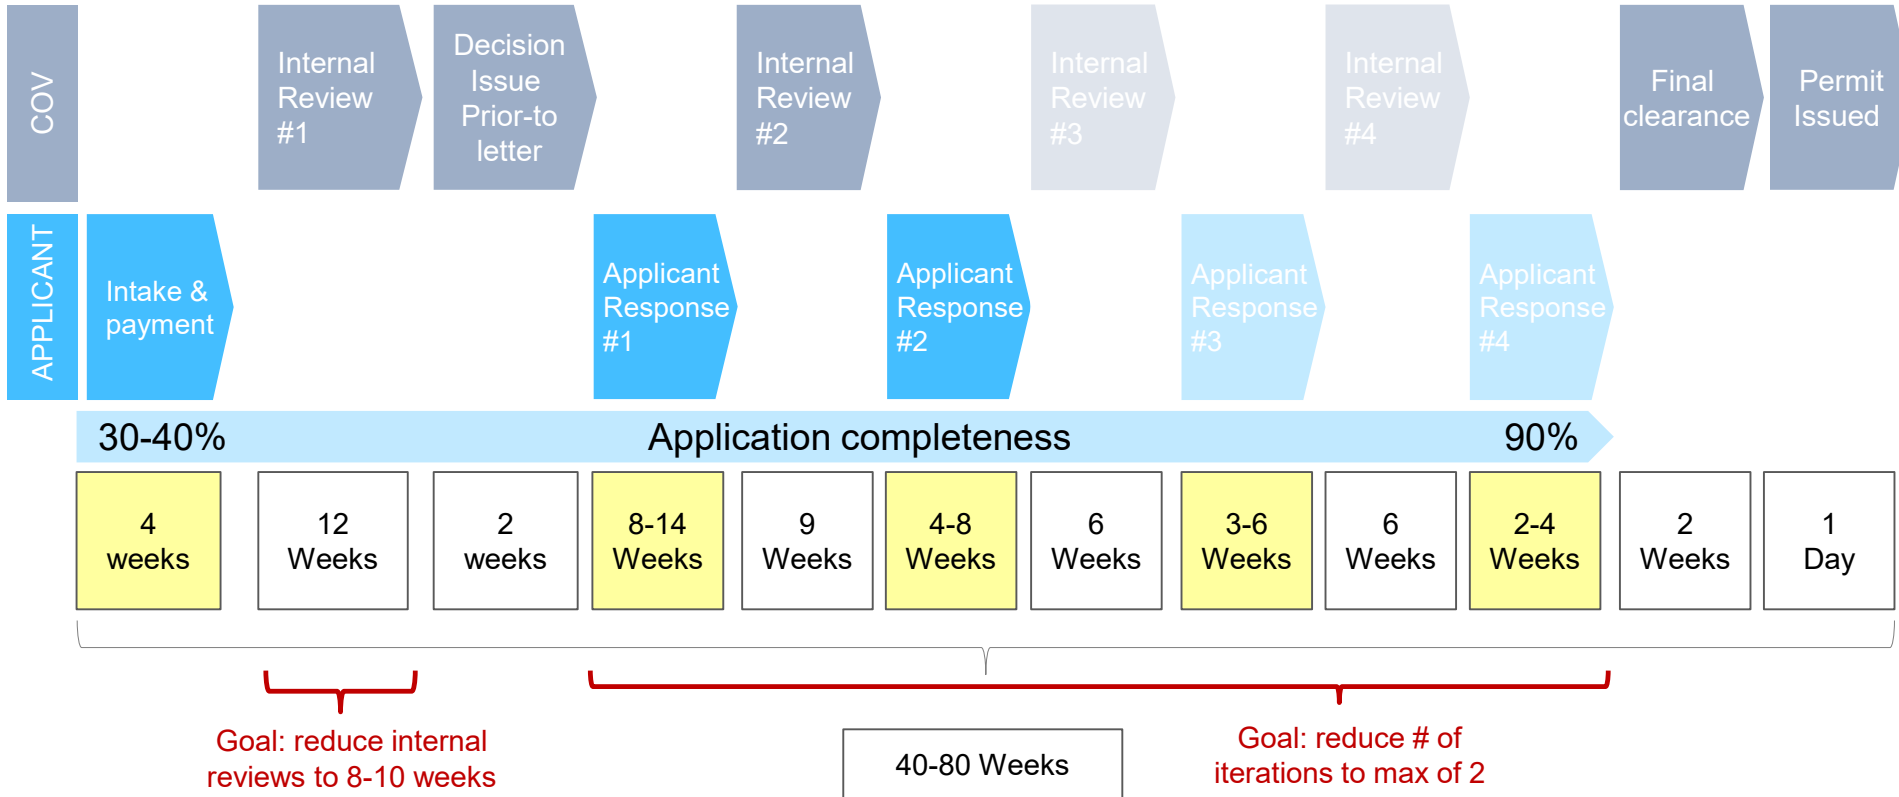 COV
Internal
Review
#1
Decision
Issue
Prior-to
letter
Internal
Review
#2
Internal
Review
#3
Internal
Review
#4
Final
clearance
Permit
Issued
APPLICANT
Intake &
payment
Applicant
Response
#1
Applicant
Response
#2
Applicant
Response
#3
Applicant
Response
#4
30-40%
Application completeness
90%
4
weeks
12
Weeks
2
weeks
8-14
Weeks
9
Weeks
4-8
Weeks
6
Weeks
3-6
Weeks
6
Weeks
2-4
Weeks
2
Weeks
1
Day
Goal: reduce internal
reviews to 8-10 weeks
40-80 Weeks
Goal: reduce # of
iterations to max of 2